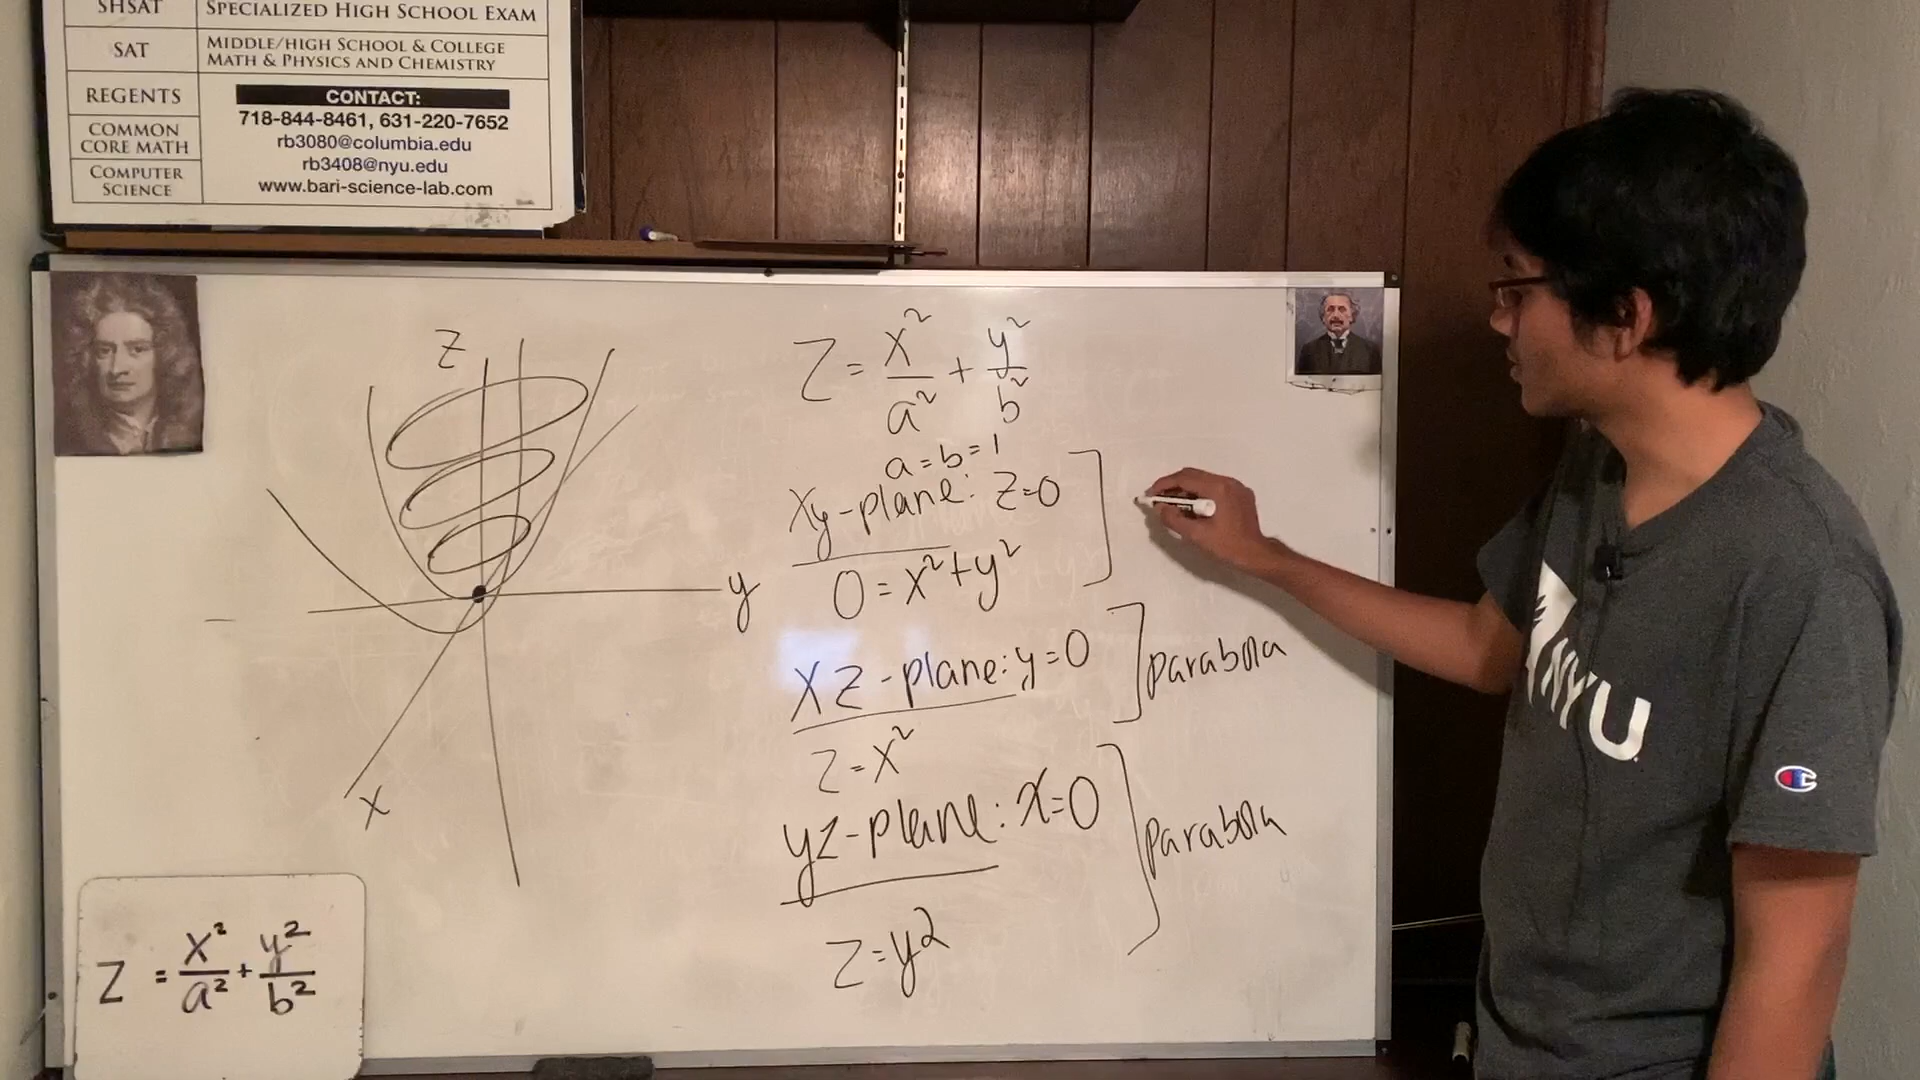 SHSAT SPECIALIZED HIGH SCHOOL EXAM
SAT MIDDLE/HIGH SCHOOL & COLLEGE
MATH & PHYSICS AND CHEMISTRY
REGENTS
COMMON
CORE MATH
COMPUTER
SCIENCE
CONTACT:
718-844-8461, 631-220-7652
rb3080@columbia.edu
rb3408@nyu.edu
www.bari-science-lab.com
z
y
x
z = x²/a² + y²/b²
a = b = 1
xy-plane: z=0
0 = x² + y²
xz-plane: y=0
z = x²
parabola
yz-plane: x=0
z = y²
parabola
z = x²/a² + y²/b²
NYU